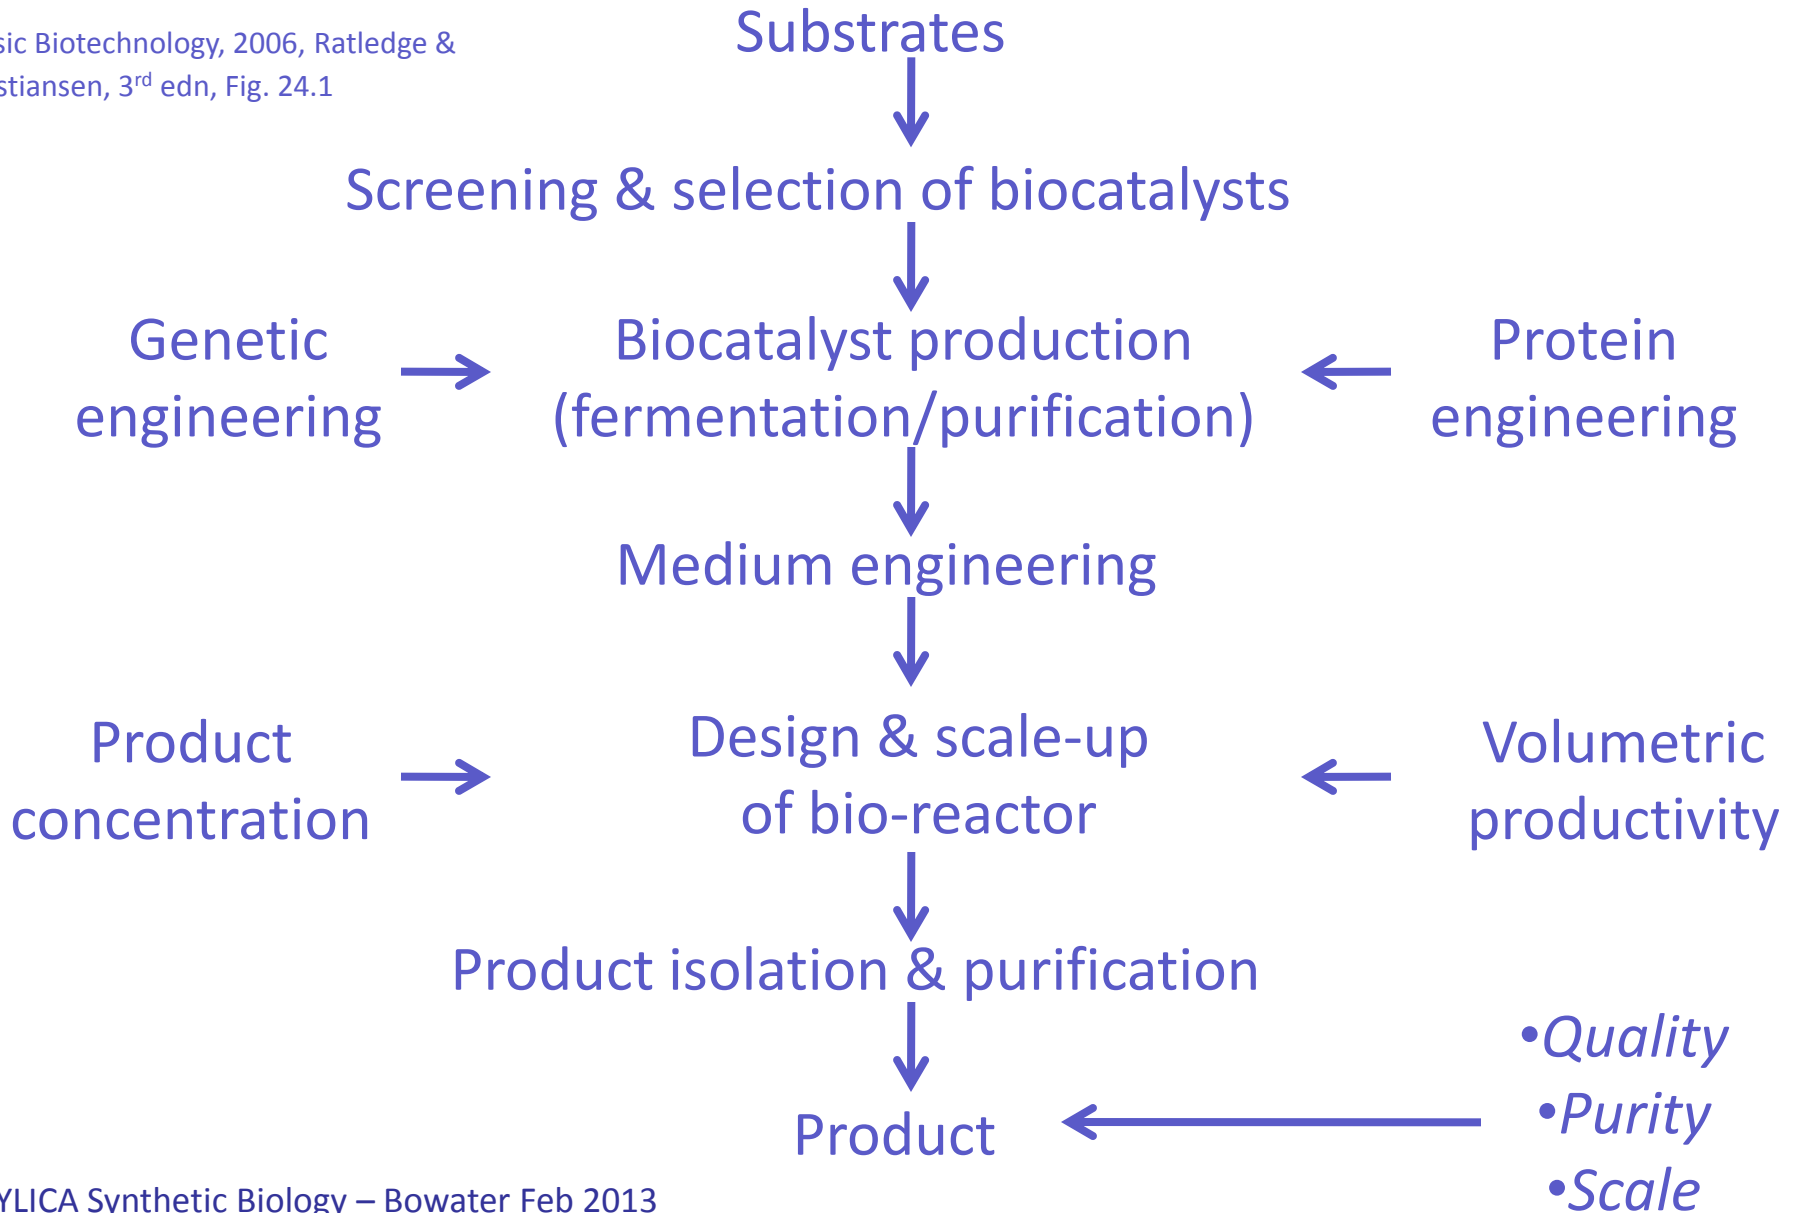 sic Biotechnology, 2006, Ratledge &
stiansen, 3rd edn, Fig. 24.1
Substrates
Screening & selection of biocatalysts
Genetic
engineering
Biocatalyst production
(fermentation/purification)
Protein
engineering
Medium engineering
Product
concentration
Design & scale-up
of bio-reactor
Volumetric
productivity
Product isolation & purification
Product
•Quality
•Purity
•Scale
YLICA Synthetic Biology – Bowater Feb 2013